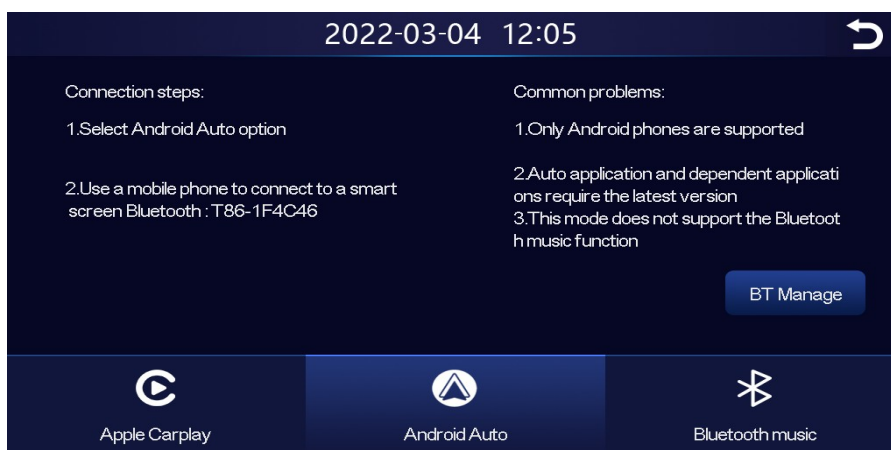 2022-03-04 12:05
Connection steps:
1.Select Android Auto option
2.Use a mobile phone to connect to a smart
screen Bluetooth : T86-1F4C46
Common problems:
1.Only Android phones are supported
2.Auto application and dependent applicati
ons require the latest version
3.This mode does not support the Bluetoot
h music function
BT Manage
Apple Carplay
Android Auto
Bluetooth music